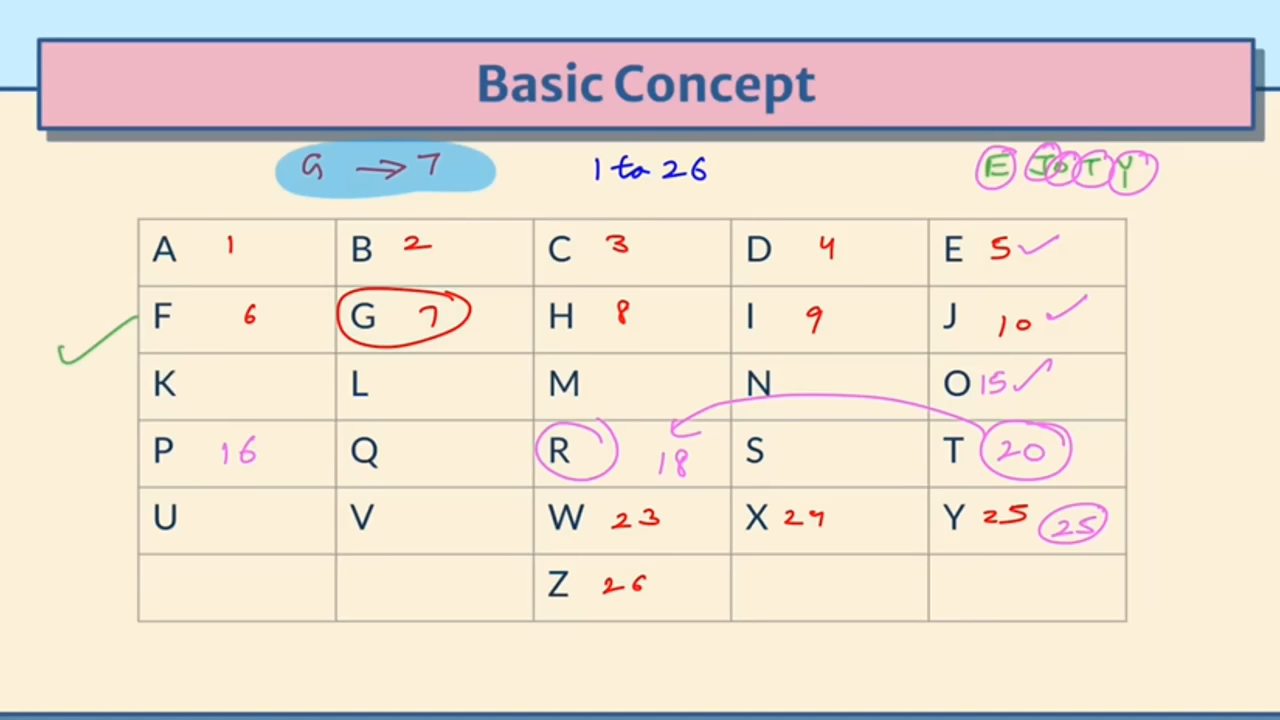 Basic Concept
G → 7 1 to 26 E J O T Y
A 1 B 2 C 3 D 4 E 5
F 6 G 7 H 8 I 9 J 10
K L M N O 15
P 16 Q R 18 S T 20
U V W 23 X 24 Y 25 25
Z 26